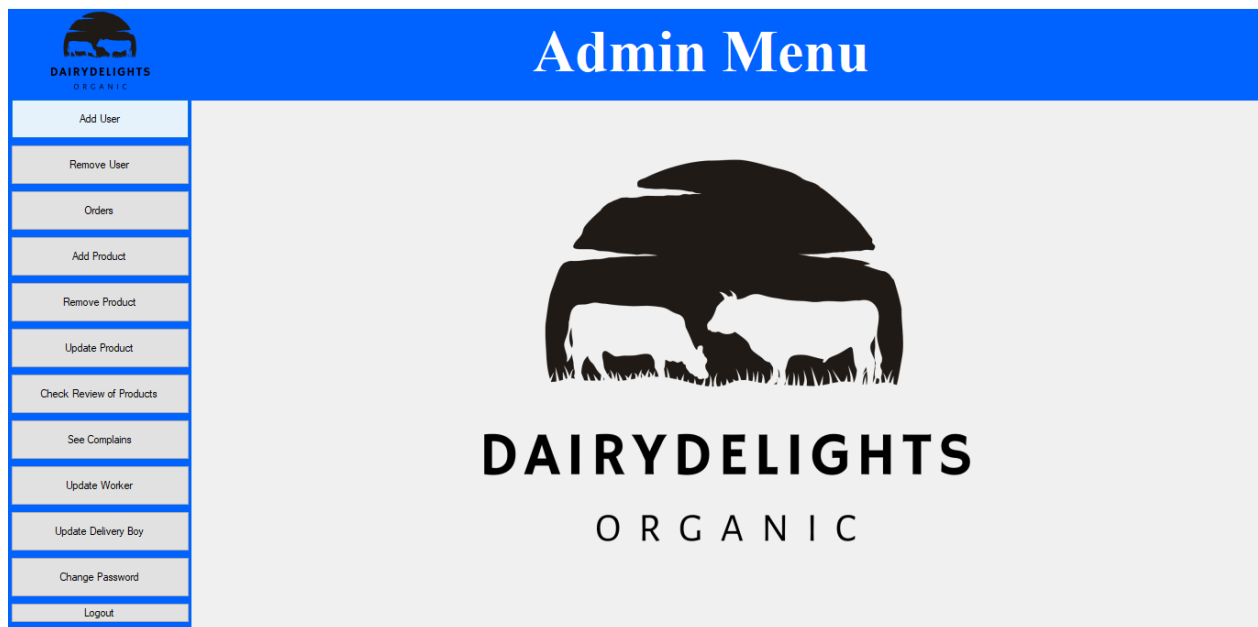 DAIRYDELIGHTS
ORGANIC
Admin Menu
Add User
Remove User
Orders
Add Product
Remove Product
Update Product
Check Review of Products
See Complains
Update Worker
Update Delivery Boy
Change Password
Logout
DAIRYDELIGHTS
ORGANIC